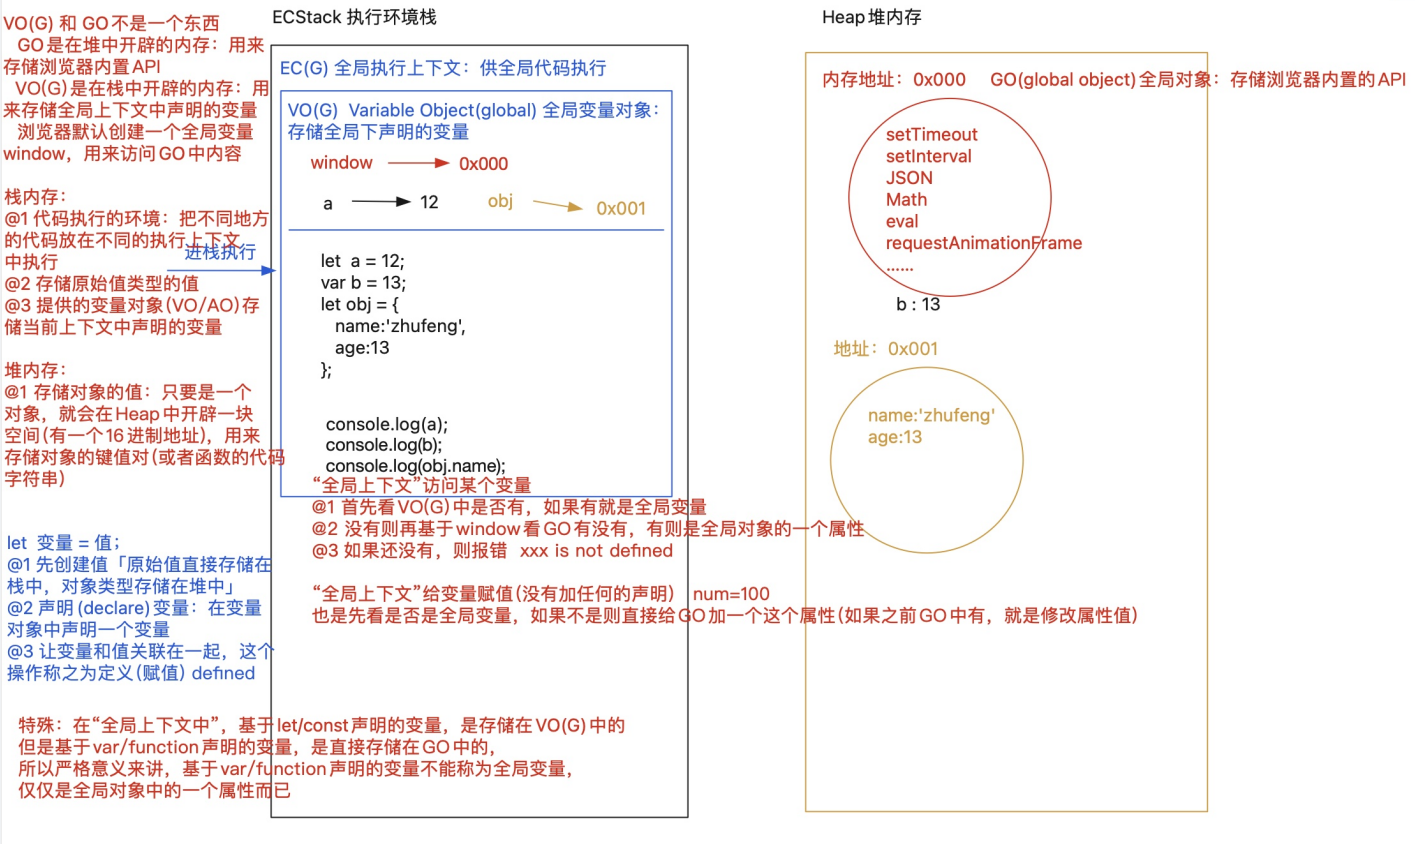 VO(G) 和 GO不是一个东西
GO是在堆中开辟的内存：用来
存储浏览器内置API
VO(G)是在栈中开辟的内存：用
来存储全局上下文中声明的变量
浏览器默认创建一个全局变量
window，用来访问GO中内容
栈内存：
@1 代码执行的环境：把不同地方
的代码放在不同的执行上下文
中执行
@2 存储原始值类型的值
@3 提供的变量对象(VO/AO)存
储当前上下文中声明的变量
堆内存：
@1 存储对象的值：只要是一个
对象，就会在Heap中开辟一块
空间(有一个16进制地址)，用来
存储对象的键值对(或者函数的代码
字符串)
let 变量 = 值；
@1 先创建值「原始值直接存储在
栈中，对象类型存储在堆中」
@2 声明(declare)变量：在变量
对象中声明一个变量
@3 让变量和值关联在一起，这个
操作称之为定义(赋值) defined
特殊：在“全局上下文中”，基于let/const声明的变量，是存储在VO(G)中的
但是基于var/function声明的变量，是直接存储在GO中的，
所以严格意义来讲，基于var/function声明的变量不能称为全局变量，
仅仅是全局对象中的一个属性而已
进栈执行
ECStack 执行环境栈
EC(G) 全局执行上下文：供全局代码执行
VO(G) Variable Object(global) 全局变量对象：
存储全局下声明的变量
window 0x000
a 12 obj 0x001
let a = 12;
var b = 13;
let obj = {
name:'zhufeng',
age:13
};
console.log(a);
console.log(b);
console.log(obj.name);
“全局上下文”访问某个变量
@1 首先看VO(G)中是否有，如果有就是全局变量
@2 没有则再基于window看GO有没有，有则是全局对象的一个属性
@3 如果还没有，则报错 xxx is not defined
“全局上下文”给变量赋值(没有加任何的声明) num=100
也是先看是否是全局变量，如果不是则直接给GO加一个这个属性(如果之前GO中有，就是修改属性值)
Heap堆内存
内存地址：0x000 GO(global object)全局对象：存储浏览器内置的API
setTimeout
setInterval
JSON
Math
eval
requestAnimationFrame
......
b : 13
地址：0x001
name:'zhufeng'
age:13